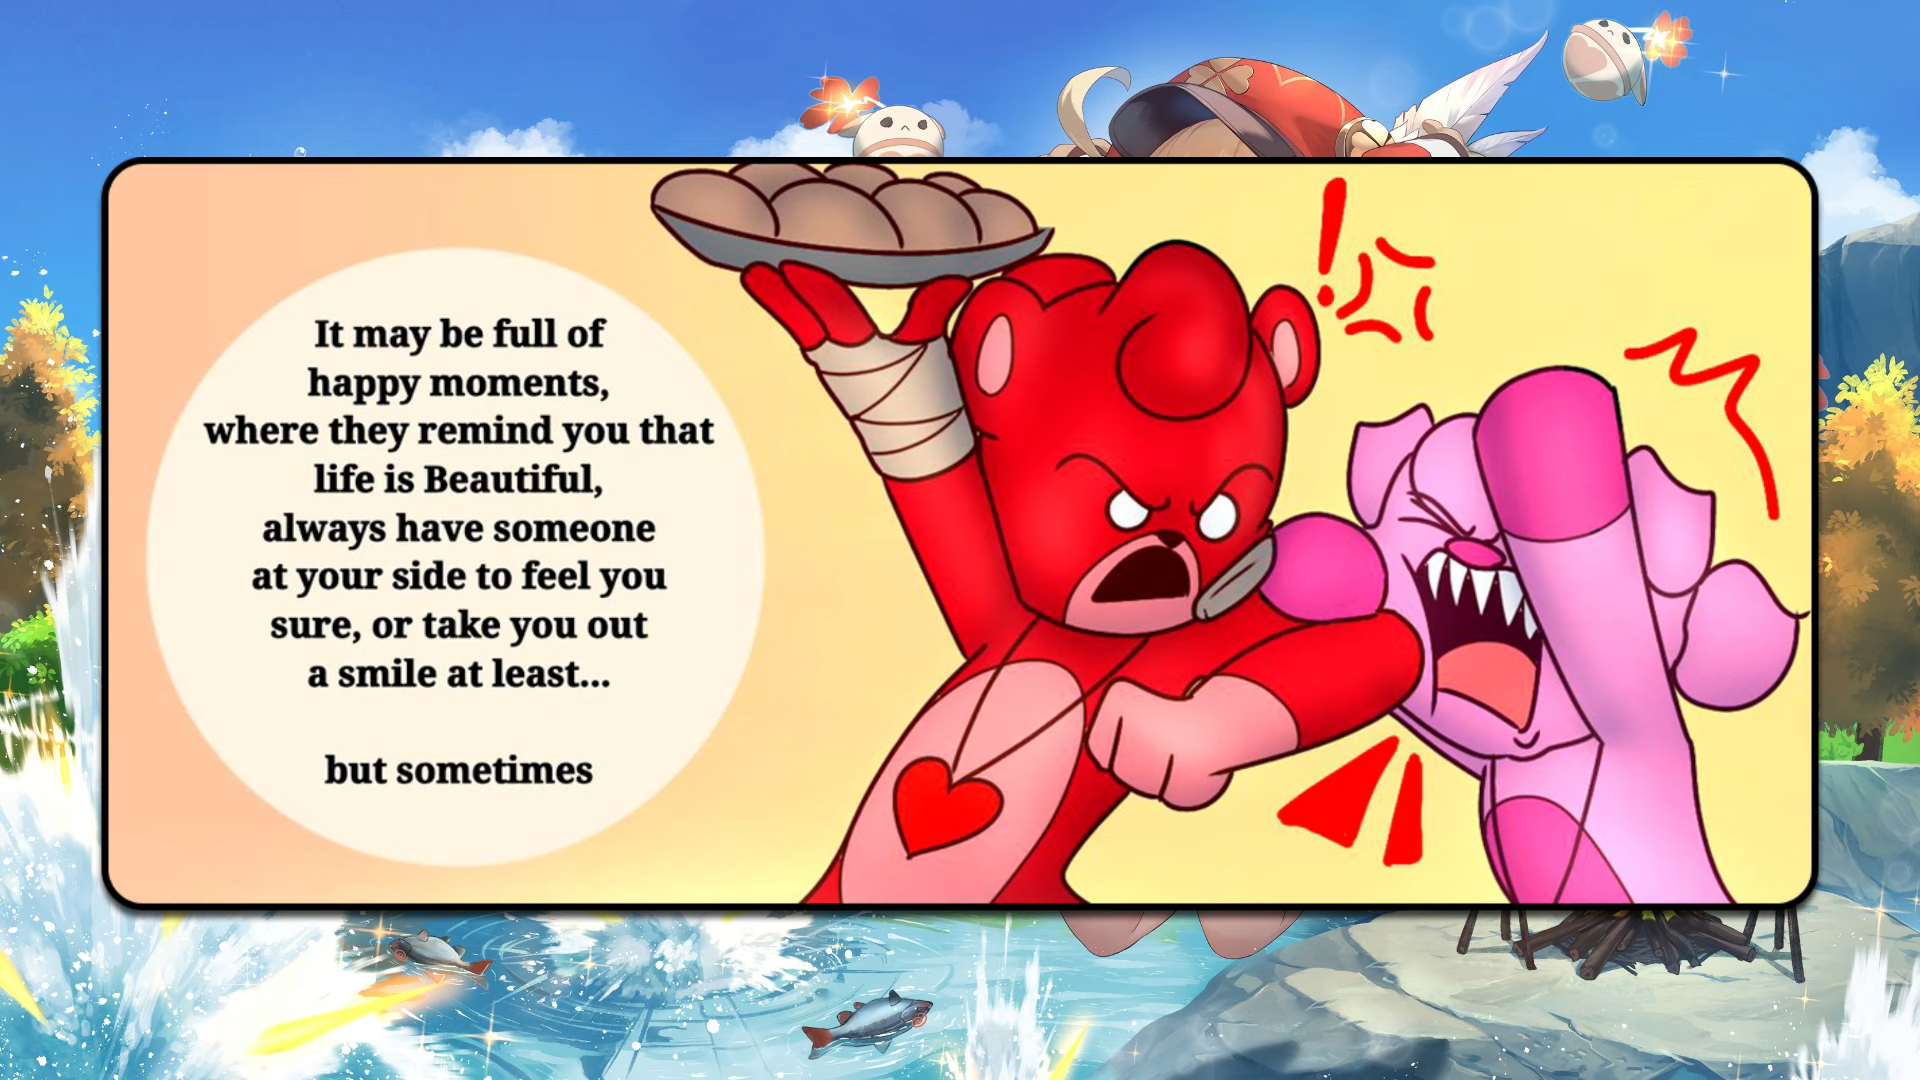 It may be full of
happy moments,
where they remind you that
life is Beautiful,
always have someone
at your side to feel you
sure, or take you out
a smile at least...
but sometimes